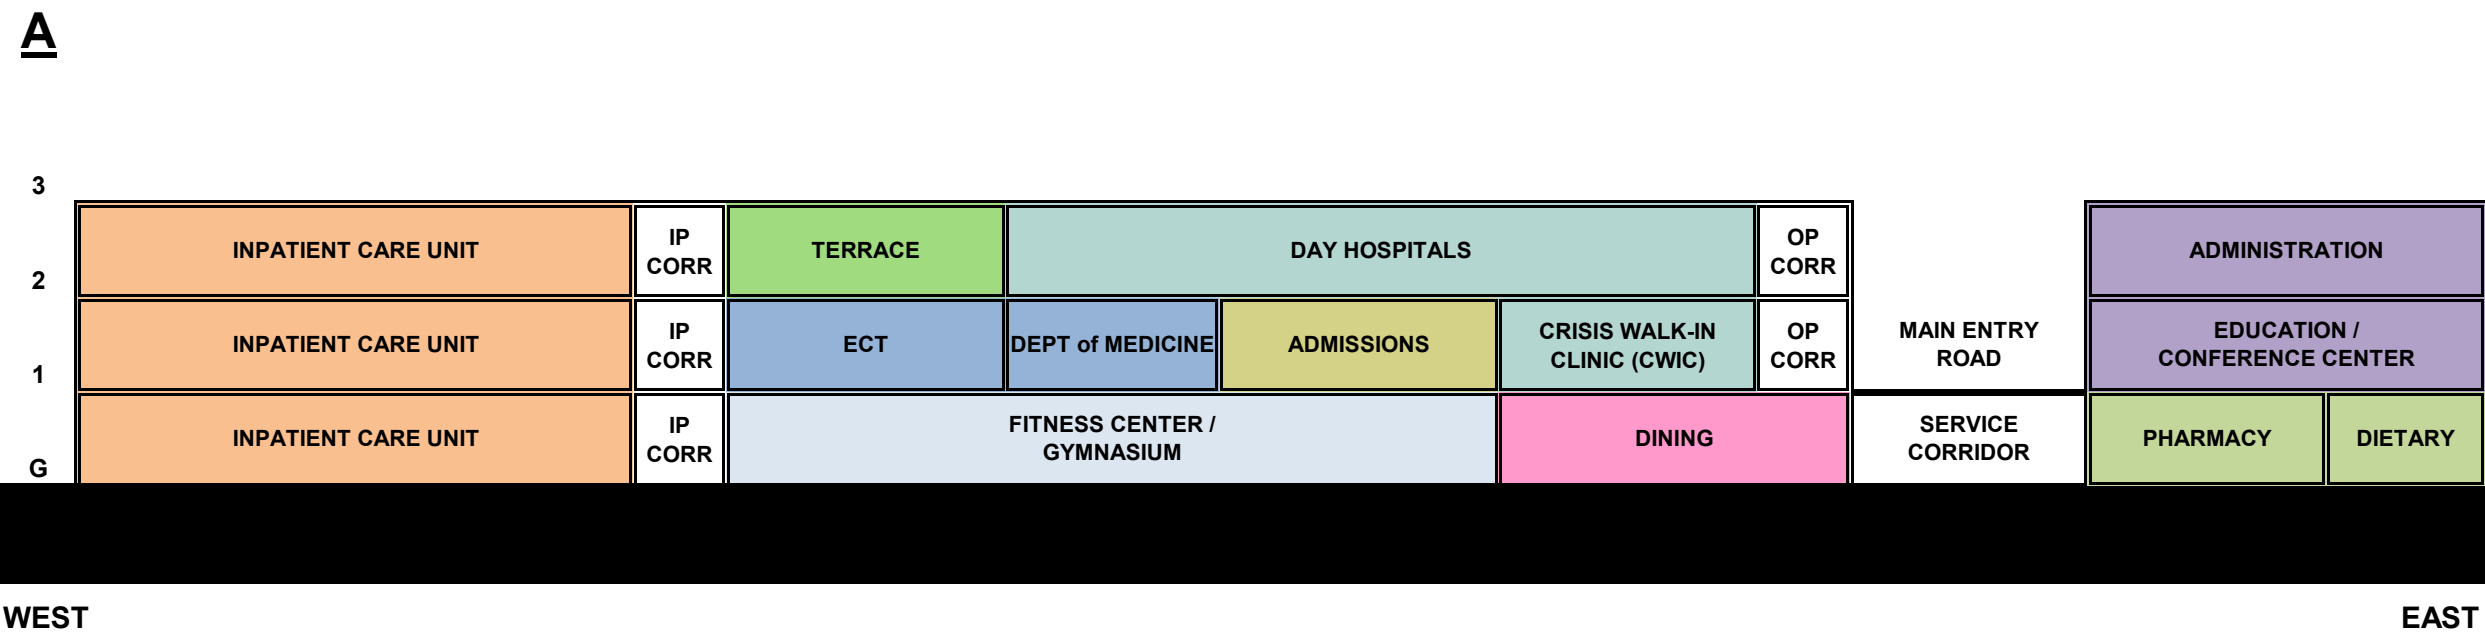 A
3
INPATIENT CARE UNIT
IP
CORR
TERRACE
DAY HOSPITALS
OP
CORR
ADMINISTRATION
2
INPATIENT CARE UNIT
IP
CORR
ECT
DEPT of MEDICINE
ADMISSIONS
CRISIS WALK-IN
CLINIC (CWIC)
OP
CORR
MAIN ENTRY
ROAD
EDUCATION /
CONFERENCE CENTER
1
INPATIENT CARE UNIT
IP
CORR
FITNESS CENTER /
GYMNASIUM
DINING
SERVICE
CORRIDOR
PHARMACY
DIETARY
G
WEST
EAST